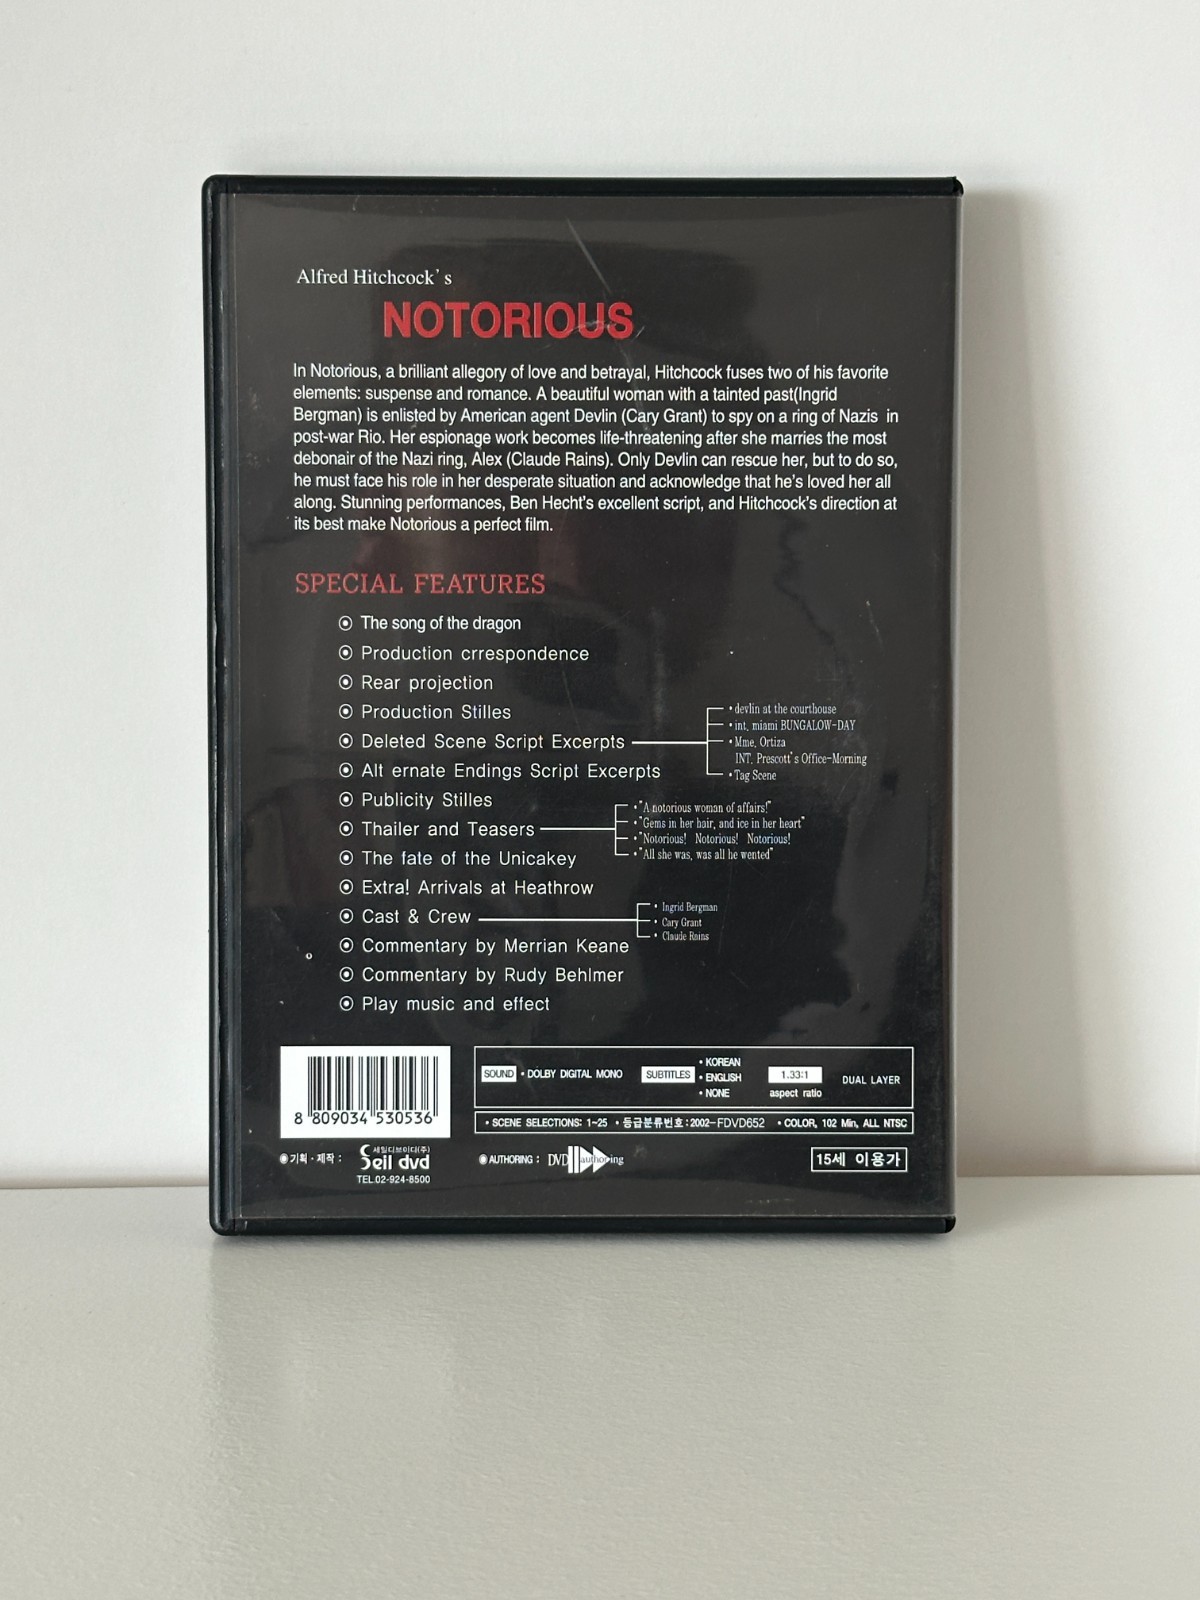 Alfred Hitchcock's
NOTORIOUS
In Notorious, a brilliant allegory of love and betrayal, Hitchcock fuses two of his favorite
elements: suspense and romance. A beautiful woman with a tainted past(Ingrid
Bergman) is enlisted by American agent Devlin (Cary Grant) to spy on a ring of Nazis in
post-war Rio. Her espionage work becomes life-threatening after she marries the most
debonair of the Nazi ring, Alex (Claude Rains). Only Devlin can rescue her, but to do so,
he must face his role in her desperate situation and acknowledge that he's loved her all
along. Stunning performances, Ben Hecht's excellent script, and Hitchcock's direction at
its best make Notorious a perfect film.
SPECIAL FEATURES
The song of the dragon
Production crrespondence
Rear projection
Production Stilles
Deleted Scene Script Excerpts
• devlin at the courthouse
• int. miami BUNGALOW-DAY
• Mme. Ortiza
INT. Prescott's Office-Morning
• Tag Scene
Alt ernate Endings Script Excerpts
Publicity Stilles
Thailer and Teasers
• "A notorious woman of affairs!"
• "Gems in her hair, and ice in her heart"
• "Notorious! Notorious! Notorious!
• "All she was, was all he wented"
The fate of the Unicakey
Extra! Arrivals at Heathrow
Cast & Crew
• Ingrid Bergman
• Cary Grant
• Claude Rains
Commentary by Merrian Keane
Commentary by Rudy Behlmer
Play music and effect
8 809034 530536
SOUND • DOLBY DIGITAL MONO
SUBTITLES
• KOREAN
• ENGLISH
• NONE
1.33:1
aspect ratio
DUAL LAYER
• SCENE SELECTIONS: 1~25 • 등급분류번호 : 2002-FDVD652 • COLOR, 102 Min, ALL NTSC
기획 · 제작 :
세일디브이디(주)
Seil dvd
TEL.02-924-8500
AUTHORING : DVD authoring
15세 이용가